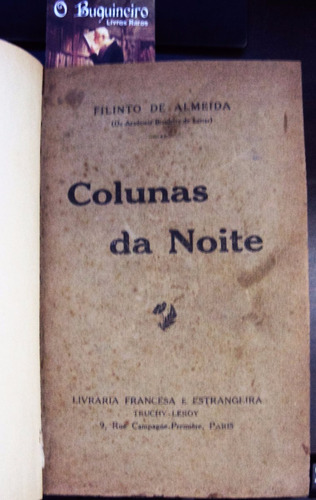 O Buquineiro
Livros Raros
FILINTO DE ALMEIDA
(Da Academia Brasileira de Letras)
Colunas
da Noite
LIVRARIA FRANCESA E ESTRANGEIRA
TRUCHY-LEROY
9, Rue Campagne-Première, PARIS